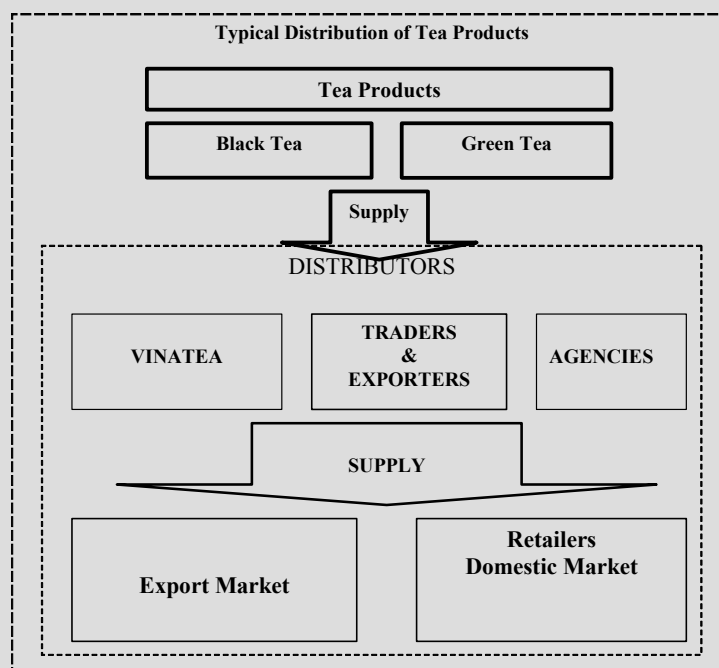 Typical Distribution of Tea Products
Tea Products
Black Tea
Green Tea
Supply
DISTRIBUTORS
VINATEA
TRADERS
&
EXPORTERS
AGENCIES
SUPPLY
Export Market
Retailers
Domestic Market